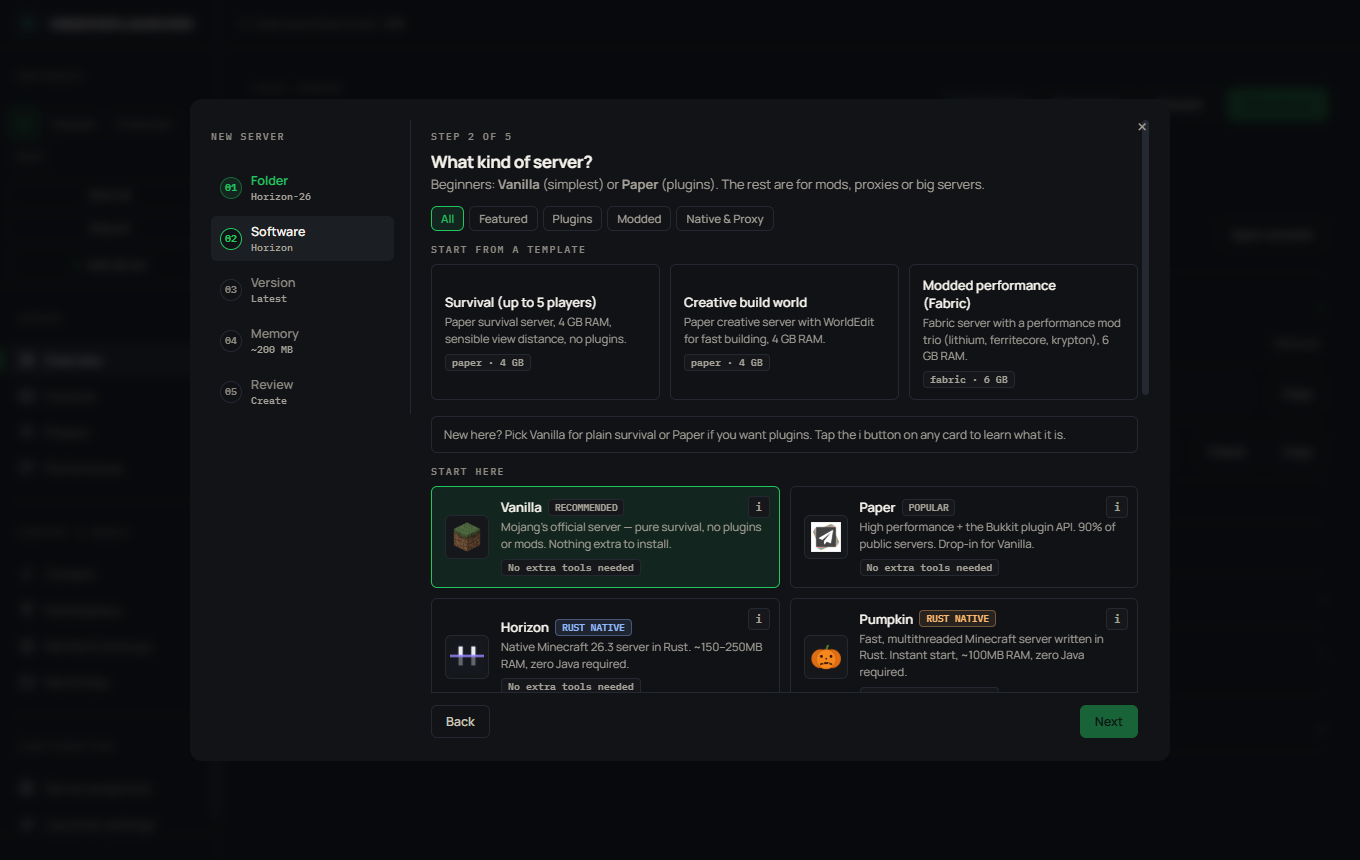 NEW SERVER
01
Folder
Horizon-26
02
Software
Horizon
03
Version
Latest
04
Memory
~200 MB
05
Review
Create
STEP 2 OF 5
×
What kind of server?
Beginners: Vanilla (simplest) or Paper (plugins). The rest are for mods, proxies or big servers.
All
Featured
Plugins
Modded
Native & Proxy
START FROM A TEMPLATE
Survival (up to 5 players)
Paper survival server, 4 GB RAM,
sensible view distance, no plugins.
paper · 4 GB
Creative build world
Paper creative server with WorldEdit
for fast building, 4 GB RAM.
paper · 4 GB
Modded performance
(Fabric)
Fabric server with a performance mod
trio (lithium, ferritecore, krypton), 6
GB RAM.
fabric · 6 GB
New here? Pick Vanilla for plain survival or Paper if you want plugins. Tap the i button on any card to learn what it is.
START HERE
Vanilla RECOMMENDED
i
Mojang's official server — pure survival, no plugins
or mods. Nothing extra to install.
No extra tools needed
Paper POPULAR
i
High performance + the Bukkit plugin API. 90% of
public servers. Drop-in for Vanilla.
No extra tools needed
Horizon RUST NATIVE
i
Native Minecraft 26.3 server in Rust. ~150–250MB
RAM, zero Java required.
No extra tools needed
Pumpkin RUST NATIVE
i
Fast, multithreaded Minecraft server written in
Rust. Instant start, ~100MB RAM, zero Java
required.
Back
Next